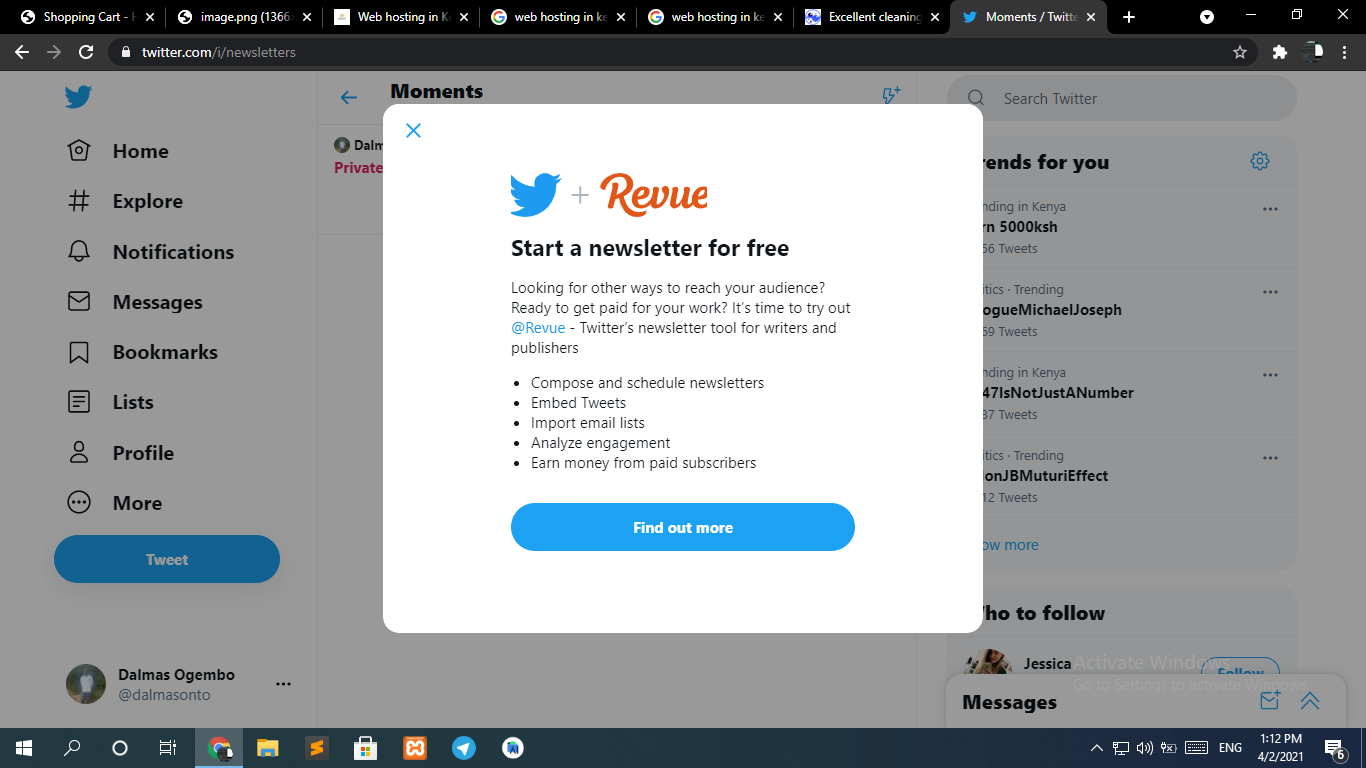 Shopping Cart - H
image.png (1366
Web hosting in K
web hosting in ke
web hosting in ke
Excellent cleaning
Moments / Twitte
twitter.com/i/newsletters
Home
Explore
Notifications
Messages
Bookmarks
Lists
Profile
More
Tweet
Dalmas Ogembo
@dalmasonto
Moments
Dalm
Private
Revue
Start a newsletter for free
Looking for other ways to reach your audience?
Ready to get paid for your work? It's time to try out
@Revue - Twitter's newsletter tool for writers and
publishers
Compose and schedule newsletters
Embed Tweets
Import email lists
Analyze engagement
Earn money from paid subscribers
Find out more
Search Twitter
rends for you
nding in Kenya
rn 5000ksh
56 Tweets
itics · Trending
ogueMichaelJoseph
69 Tweets
nding in Kenya
47IsNotJustANumber
37 Tweets
itics · Trending
onJBMuturiEffect
12 Tweets
ow more
ho to follow
Jessica
Follow
Activate Windows
Go to Settings to activate Windows.
Messages
ENG
1:12 PM
4/2/2021
6